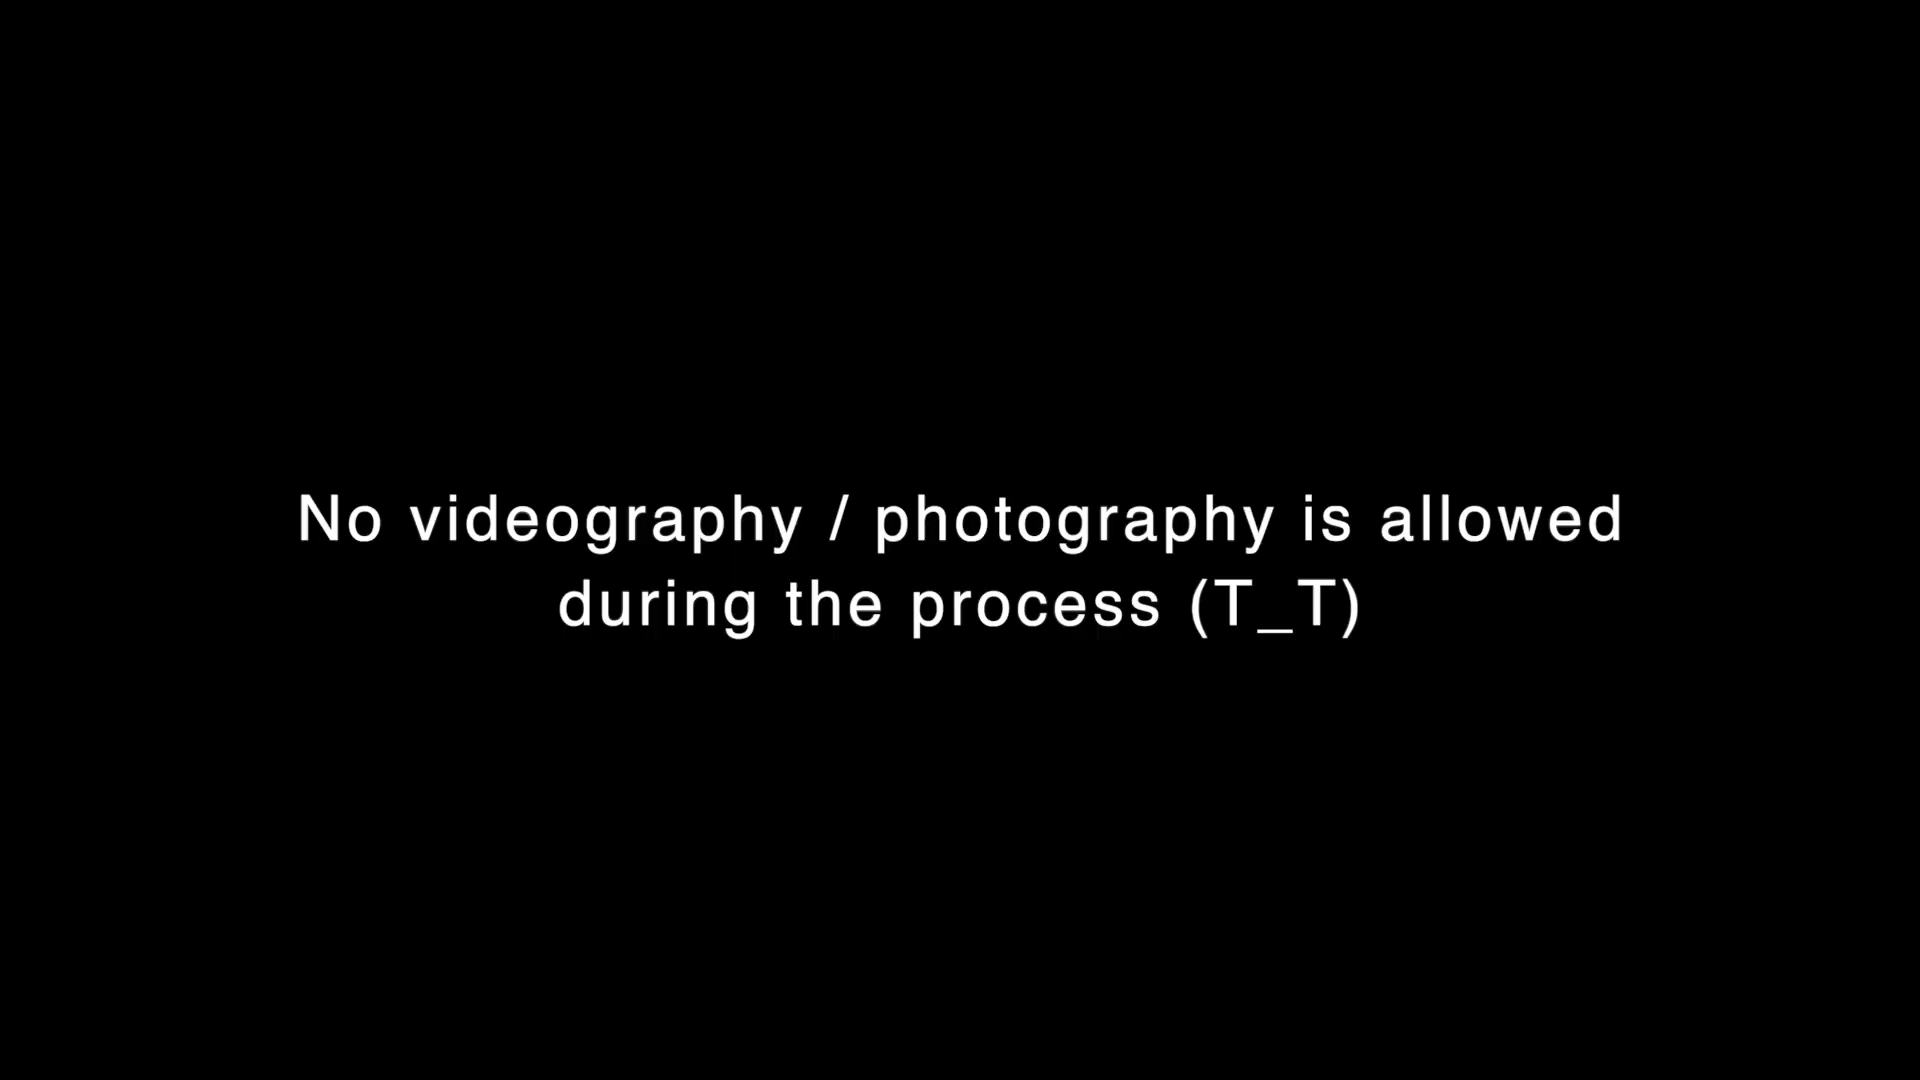 No videography / photography is allowed
during the process (T_T)